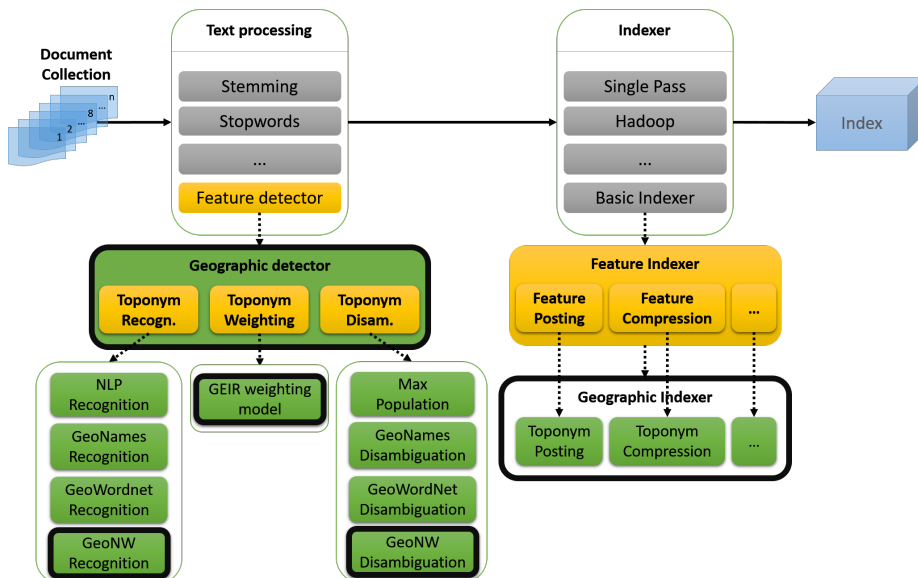 Document
Collection
1
2
...
8
...
n
Text processing
Stemming
Stopwords
...
Feature detector
Indexer
Single Pass
Hadoop
...
Basic Indexer
Index
Geographic detector
Toponym
Recogn.
Toponym
Weighting
Toponym
Disam.
Feature Indexer
Feature
Posting
Feature
Compression
...
NLP
Recognition
GeoNames
Recognition
GeoWordnet
Recognition
GeoNW
Recognition
GEIR weighting
model
Max
Population
GeoNames
Disambiguation
GeoWordNet
Disambiguation
GeoNW
Disambiguation
Geographic Indexer
Toponym
Posting
Toponym
Compression
...